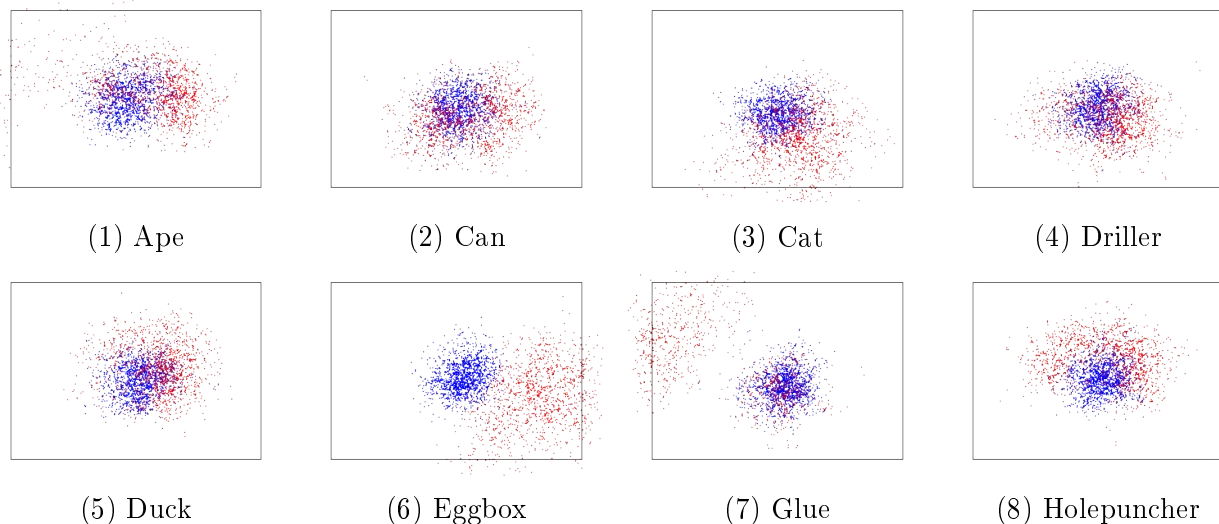 (1) Ape (2) Can (3) Cat (4) Driller
(5) Duck (6) Eggbox (7) Glue (8) Holepuncher